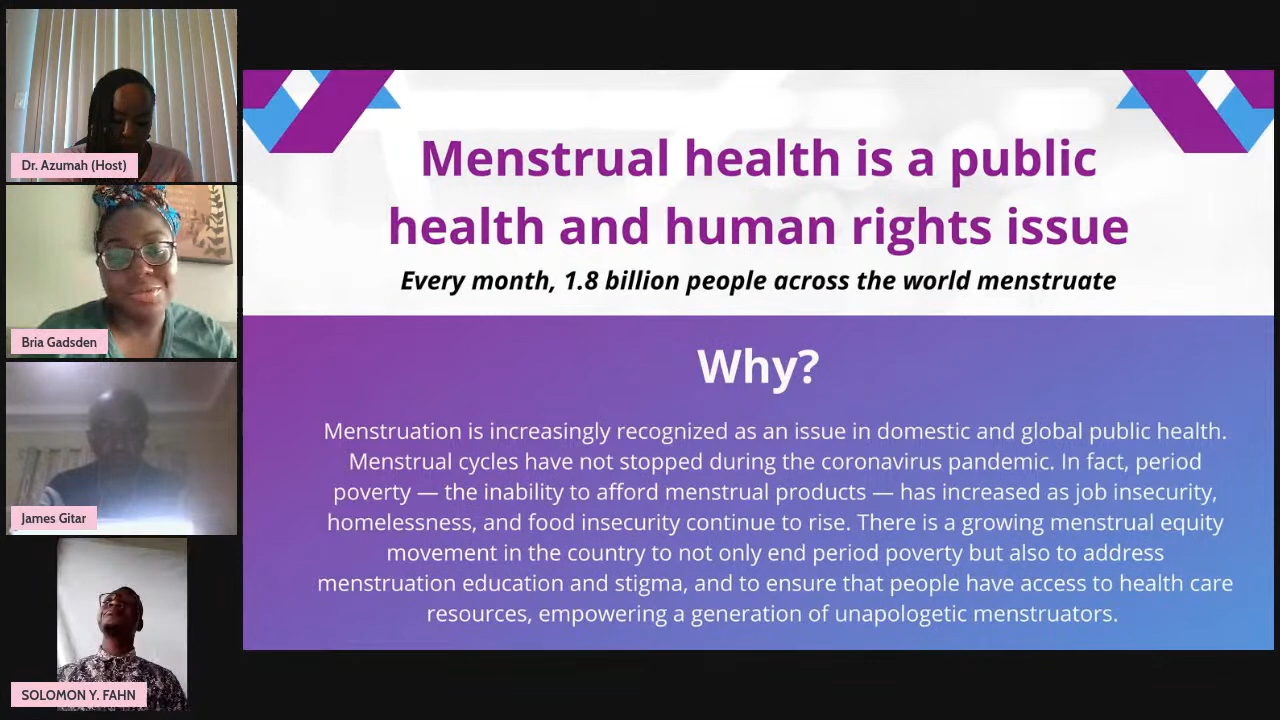 Dr. Azumah (Host)
Bria Gadsden
James Gitar
SOLOMON Y. FAHN
Menstrual health is a public
health and human rights issue
Every month, 1.8 billion people across the world menstruate
Why?
Menstruation is increasingly recognized as an issue in domestic and global public health.
Menstrual cycles have not stopped during the coronavirus pandemic. In fact, period
poverty — the inability to afford menstrual products — has increased as job insecurity,
homelessness, and food insecurity continue to rise. There is a growing menstrual equity
movement in the country to not only end period poverty but also to address
menstruation education and stigma, and to ensure that people have access to health care
resources, empowering a generation of unapologetic menstruators.